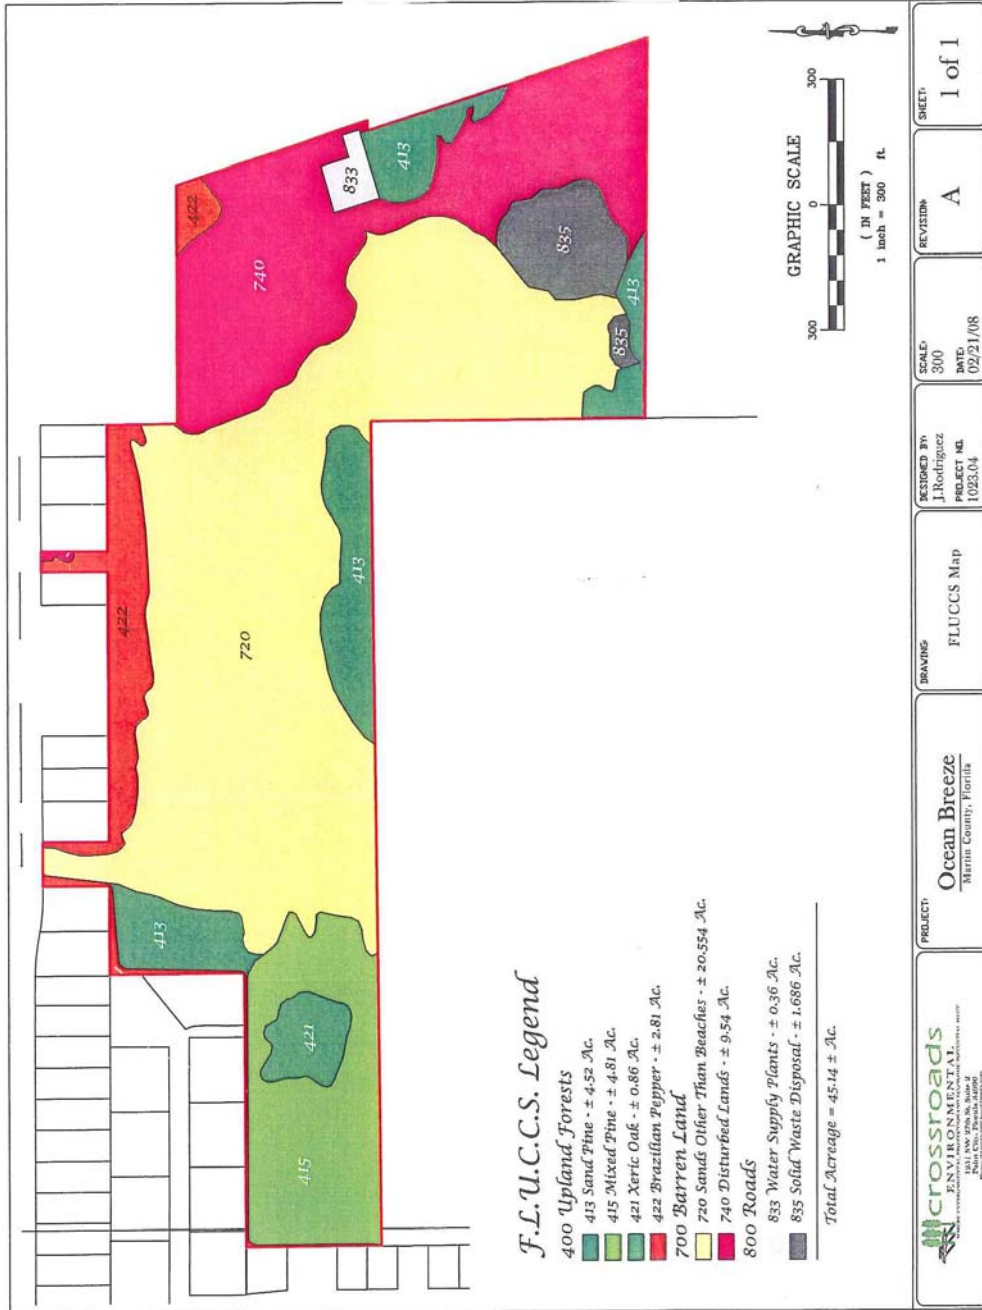 422
833
413
740
835
413
835
413
422
720
413
421
415
GRAPHIC SCALE
300 0 300
( IN FEET )
1 inch = 300 ft.
F.L.U.C.C.S. Legend
400 Upland Forests
413 Sand Pine - ± 4.52 Ac.
415 Mixed Pine - ± 4.81 Ac.
421 Xeric Oak - ± 0.86 Ac.
422 Brazilian Pepper - ± 2.81 Ac.
700 Barren Land
720 Sands Other Than Beaches - ± 20.554 Ac.
740 Disturbed Lands - ± 9.54 Ac.
800 Roads
833 Water Supply Plants - ± 0.36 Ac.
835 Solid Waste Disposal - ± 1.686 Ac.
Total Acreage = 45.14 ± Ac.
crossroads
ENVIRONMENTAL
PROJECT:
Ocean Breeze
Martin County, Florida
DRAWING:
FLUCCS Map
DESIGNED BY:
J.Rodriguez
PROJECT NO.
1023.04
SCALE:
300
DATE:
02/21/08
REVISION:
A
SHEET:
1 of 1